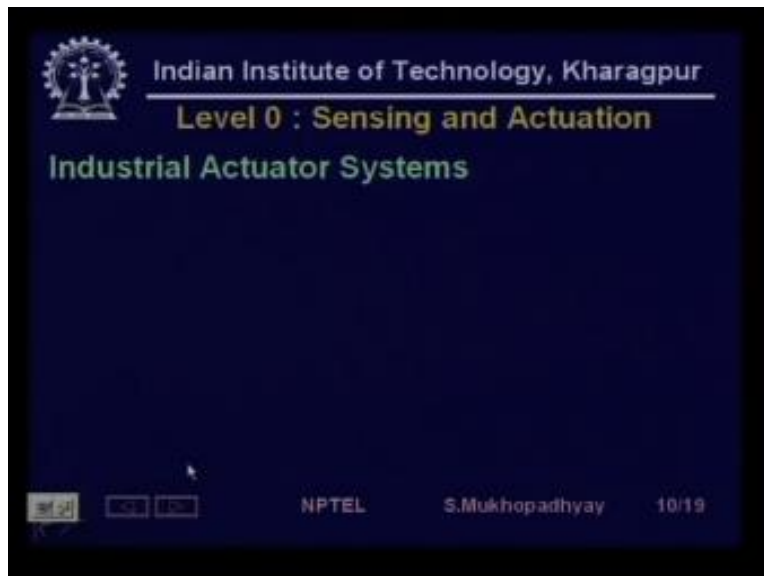 Indian Institute of Technology, Kharagpur
Level 0 : Sensing and Actuation
Industrial Actuator Systems
NPTEL S.Mukhopadhyay 10/19